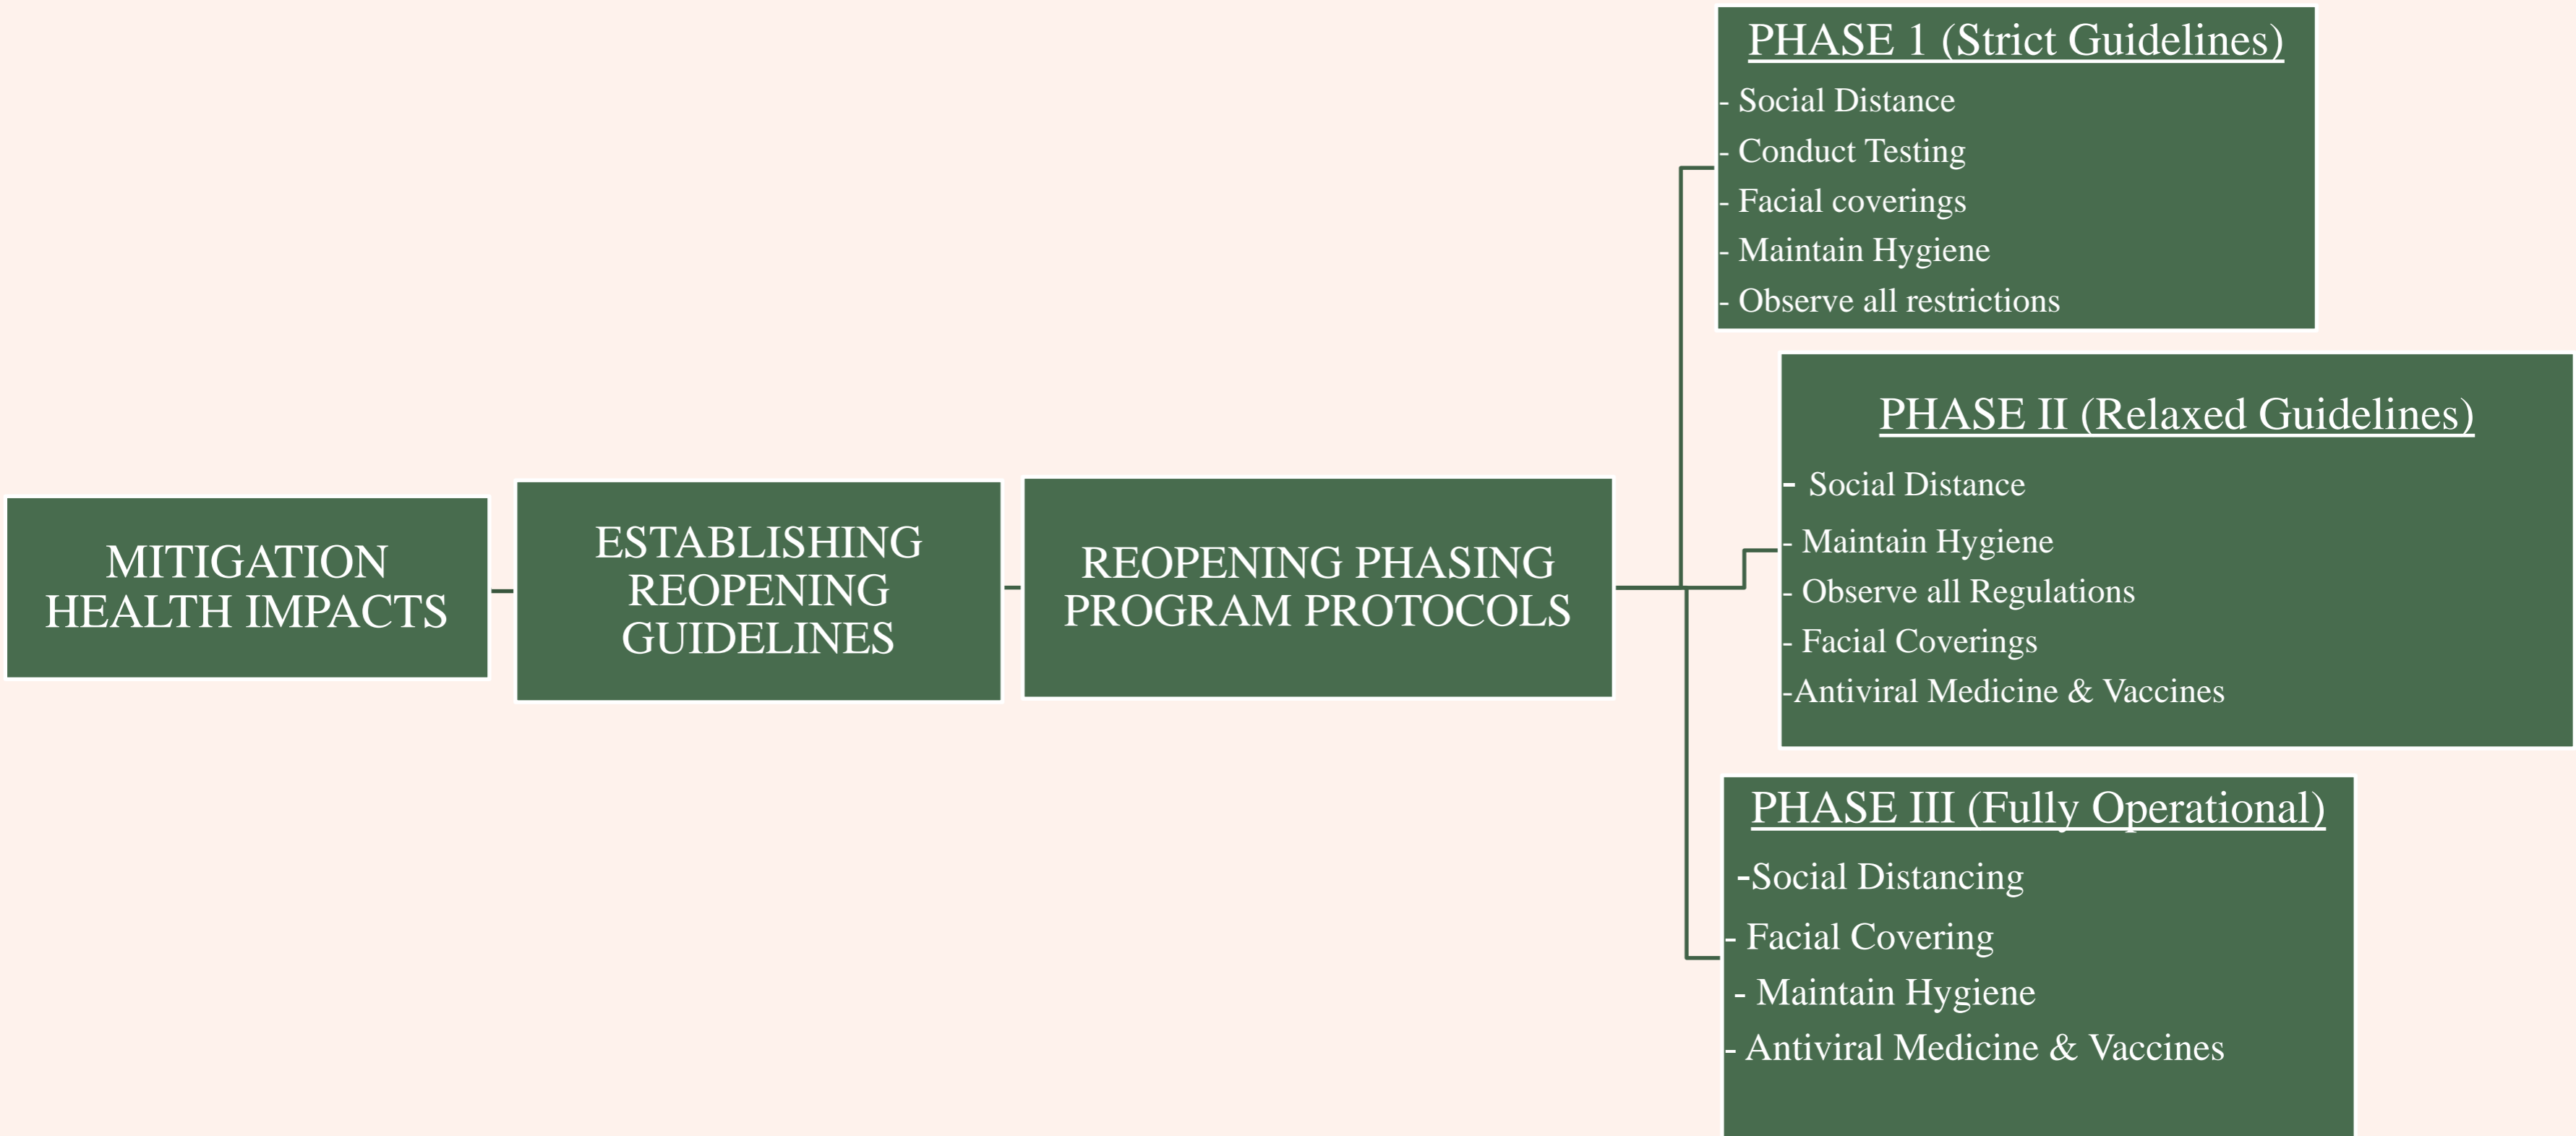 MITIGATION
HEALTH IMPACTS
ESTABLISHING
REOPENING
GUIDELINES
REOPENING PHASING
PROGRAM PROTOCOLS
PHASE 1 (Strict Guidelines)
- Social Distance
- Conduct Testing
- Facial coverings
- Maintain Hygiene
- Observe all restrictions
PHASE II (Relaxed Guidelines)
- Social Distance
- Maintain Hygiene
- Observe all Regulations
- Facial Coverings
-Antiviral Medicine & Vaccines
PHASE III (Fully Operational)
-Social Distancing
- Facial Covering
- Maintain Hygiene
- Antiviral Medicine & Vaccines